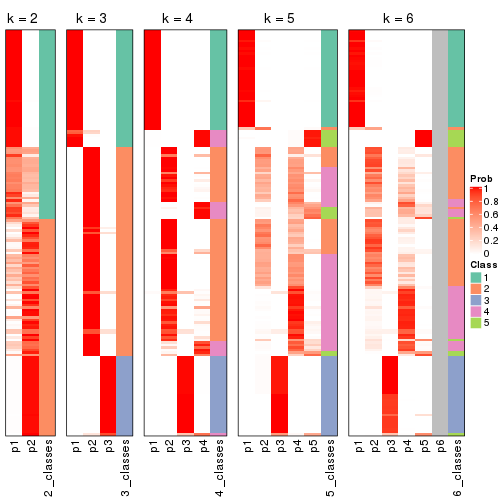 k = 2
k = 3
k = 4
k = 5
k = 6
p1
p2
2_classes
p1
p2
p3
3_classes
p1
p2
p3
p4
4_classes
p1
p2
p3
p4
p5
5_classes
p1
p2
p3
p4
p5
p6
6_classes
Prob
1
0.8
0.6
0.4
0.2
0
Class
1
2
3
4
5